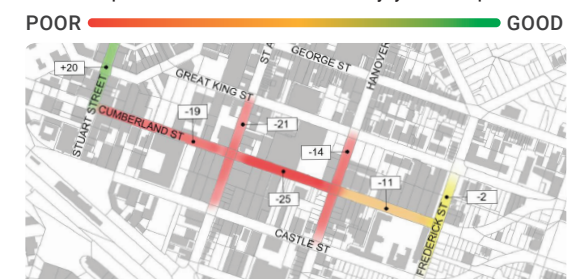 POOR GOOD
+20
GEORGE ST
ST A
HANOVER
GREAT KING ST
STUART STREET
CUMBERLAND ST
-19
-21
-14
-25
-11
-2
CASTLE ST
FREDERICK ST